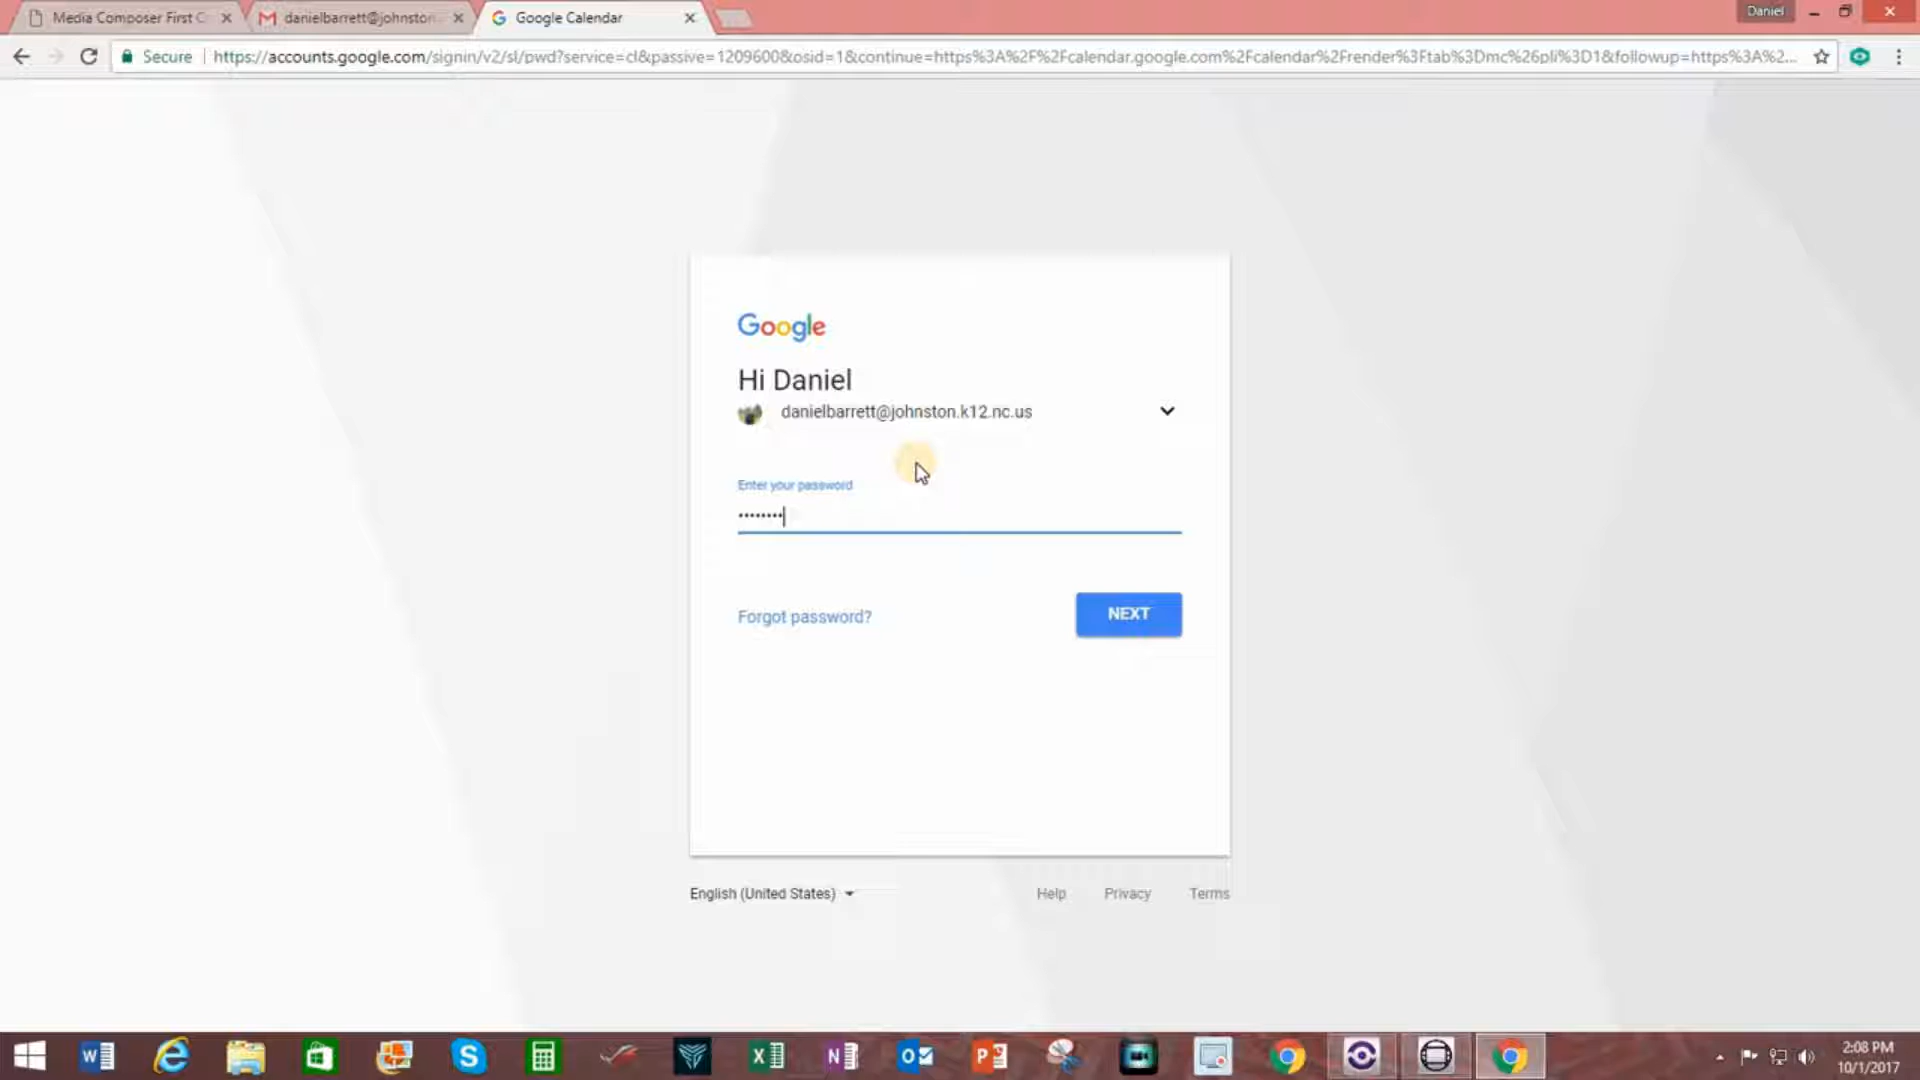 Media Composer First C
danielbarrett@johnston
Google Calendar
Daniel
Secure
https://accounts.google.com/signin/v2/sl/pwd?service=cl&passive=1209600&osid=1&continue=https%3A%2F%2Fcalendar.google.com%2Fcalendar%2Frender%3Ftab%3Dmc%26pli%3D1&followup=https%3A%2...
Google
Hi Daniel
danielbarrett@johnston.k12.nc.us
Enter your password
Forgot password?
NEXT
English (United States)
Help Privacy Terms
2:08 PM
10/1/2017